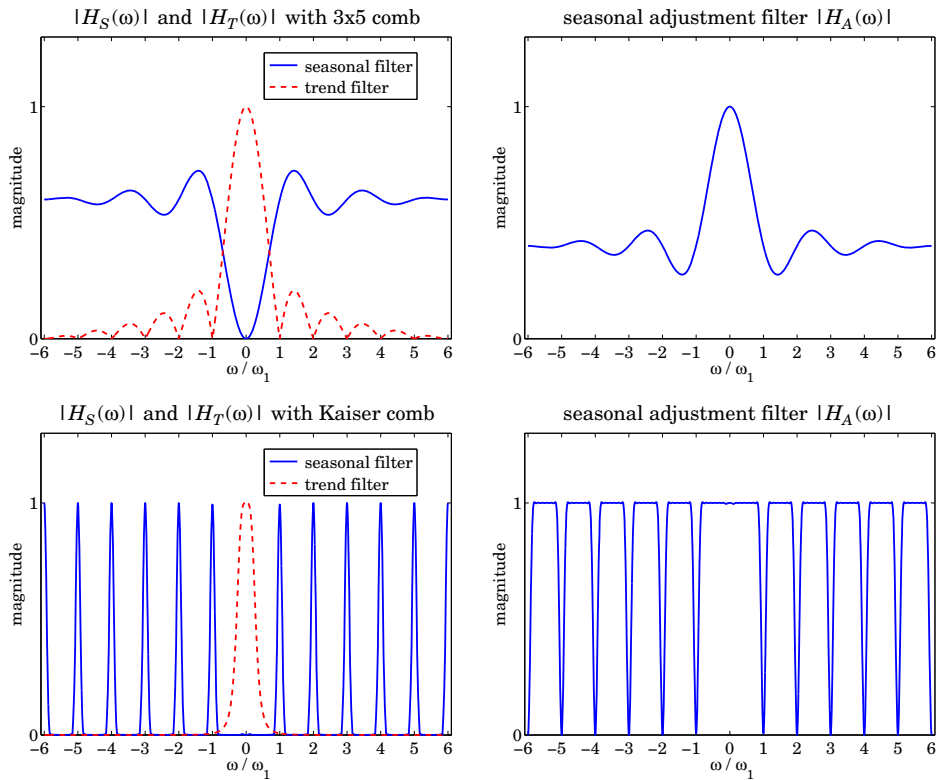 |H_S(ω)| and |H_T(ω)| with 3x5 comb
seasonal filter
trend filter
magnitude
1
0
−6 −5 −4 −3 −2 −1 0 1 2 3 4 5 6
ω / ω_1
seasonal adjustment filter |H_A(ω)|
magnitude
1
0
−6 −5 −4 −3 −2 −1 0 1 2 3 4 5 6
ω / ω_1
|H_S(ω)| and |H_T(ω)| with Kaiser comb
seasonal filter
trend filter
magnitude
1
0
−6 −5 −4 −3 −2 −1 0 1 2 3 4 5 6
ω / ω_1
seasonal adjustment filter |H_A(ω)|
magnitude
1
0
−6 −5 −4 −3 −2 −1 0 1 2 3 4 5 6
ω / ω_1